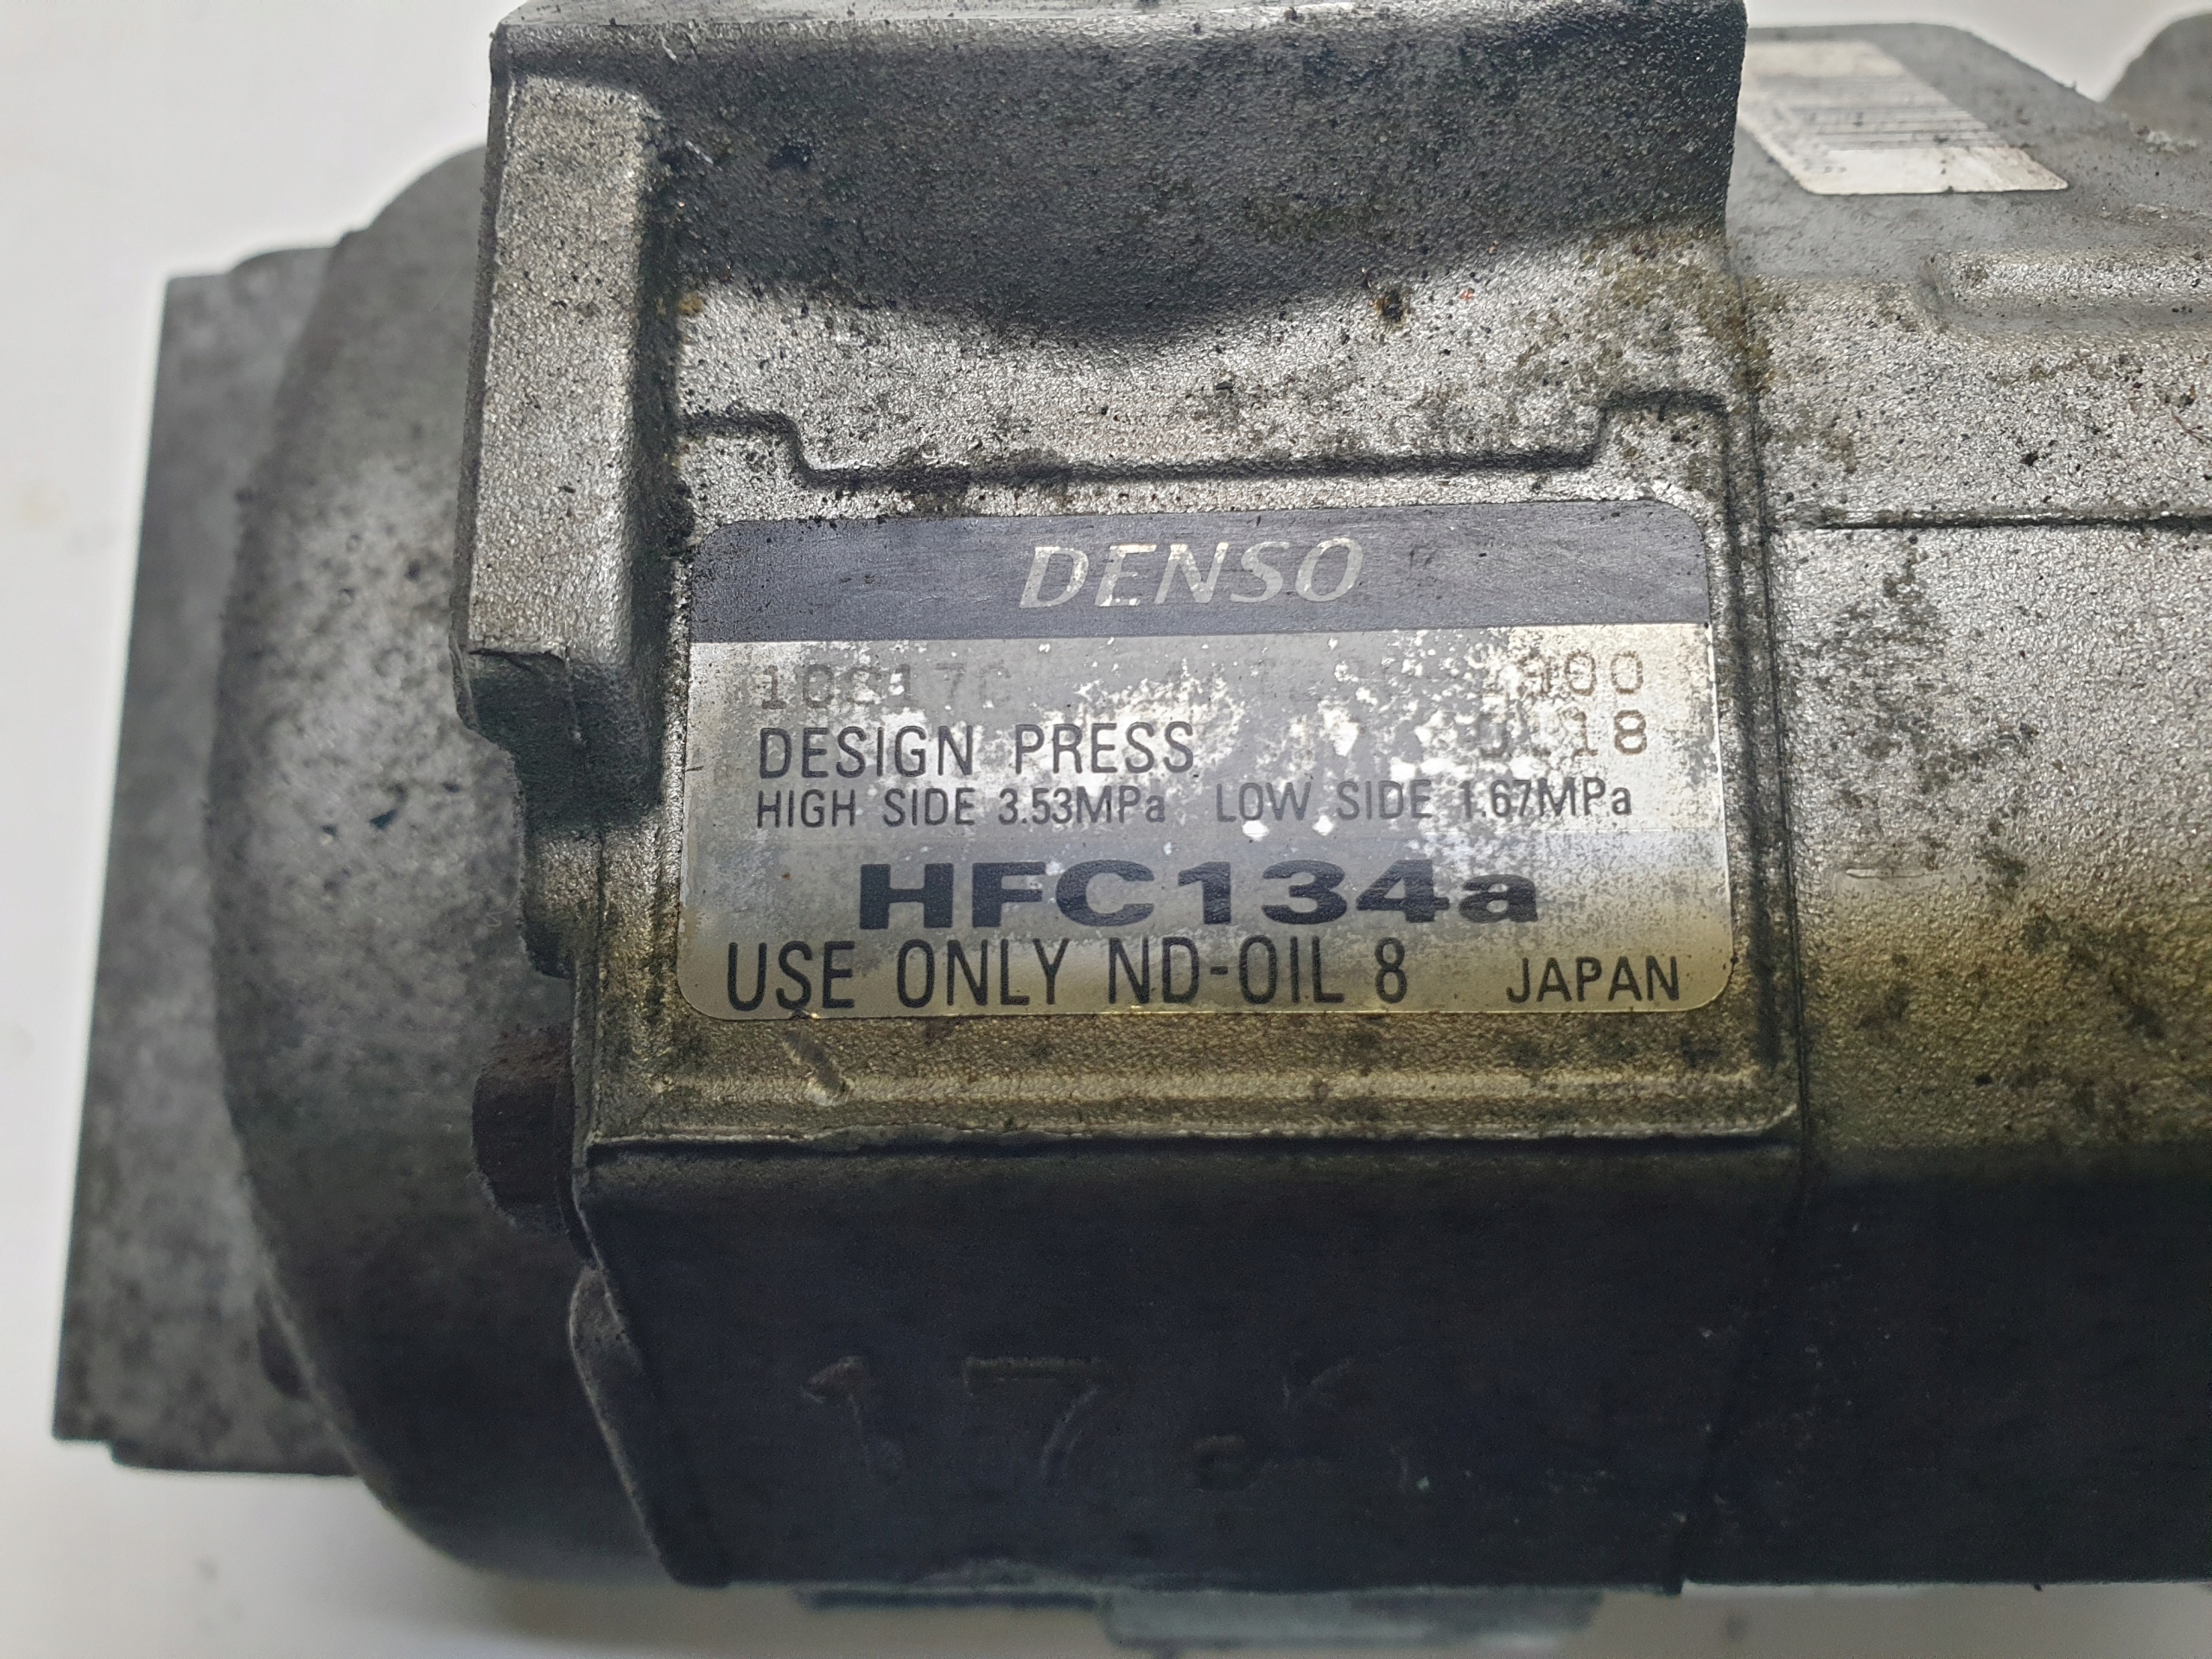 DENSO
DESIGN PRESS
HIGH SIDE 3.53MPa LOW SIDE 1.67MPa
HFC134a
USE ONLY ND-OIL 8 JAPAN